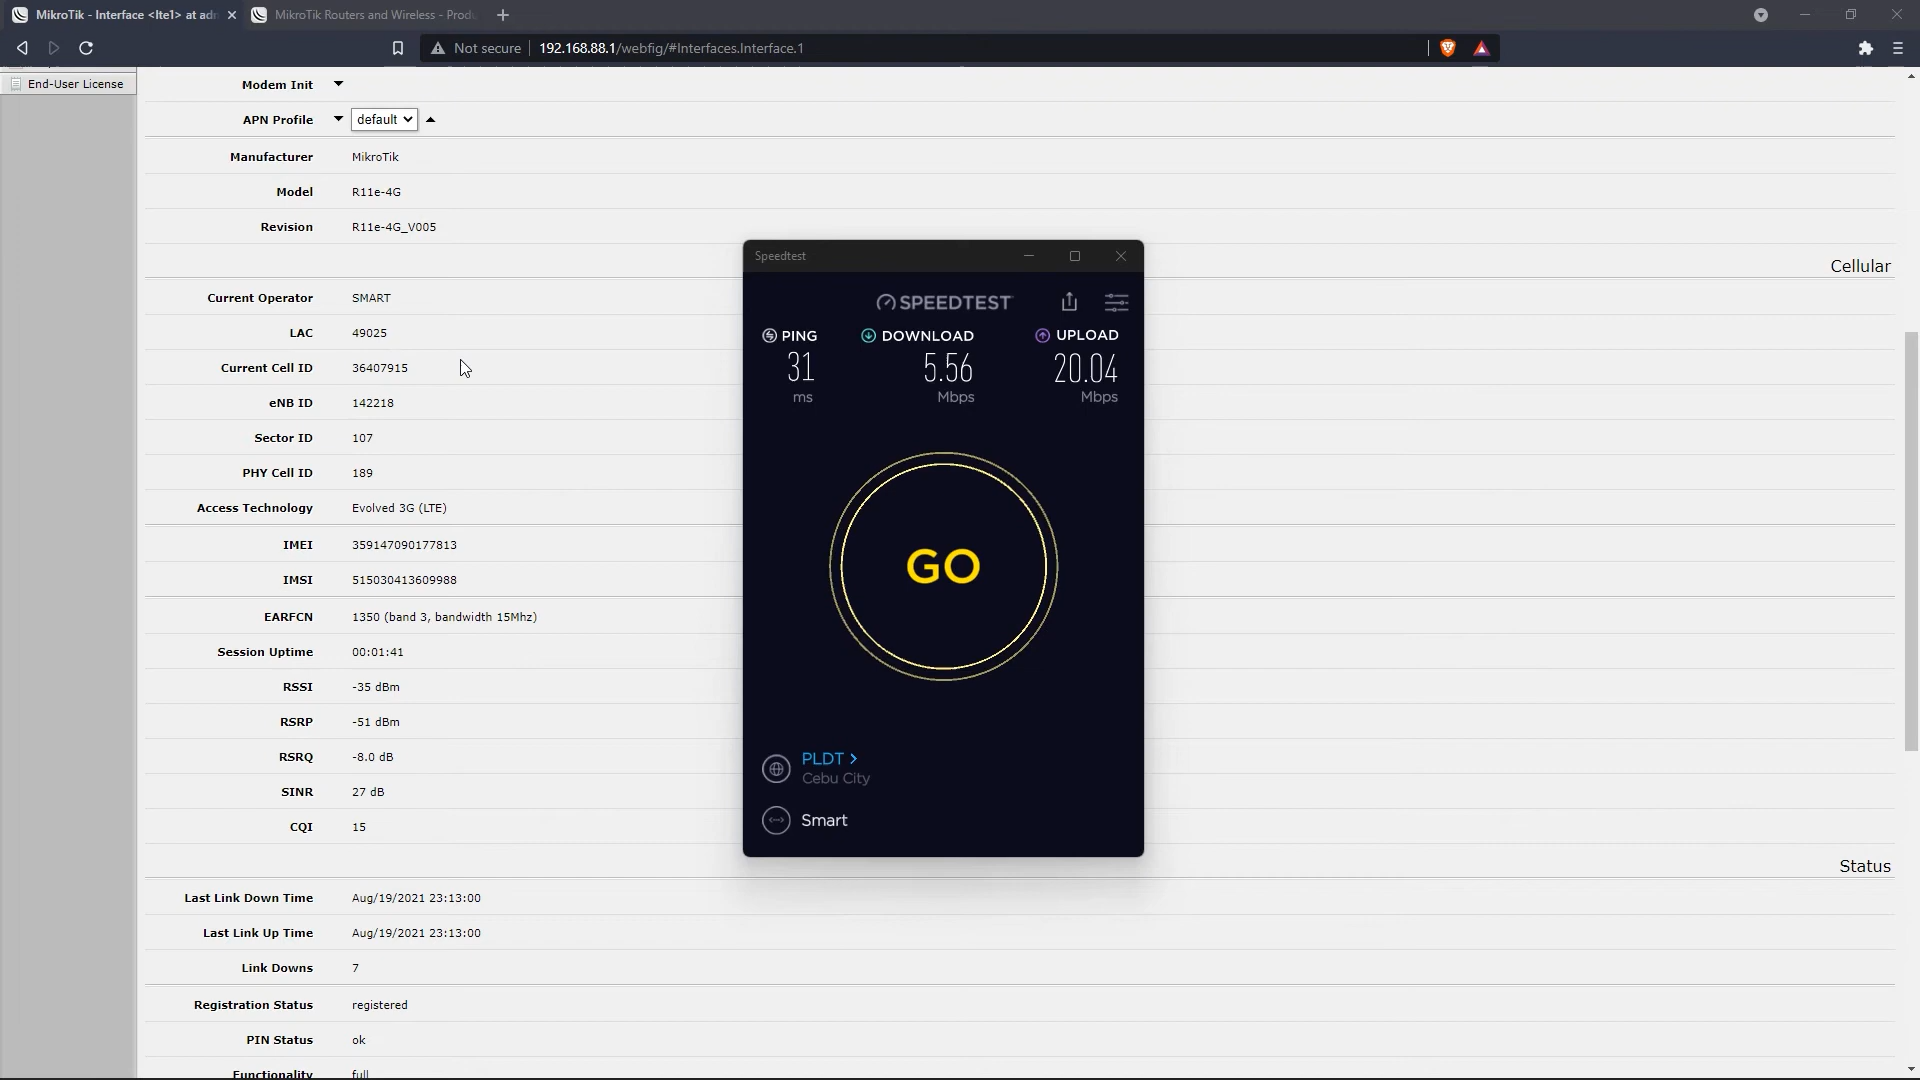 MikroTik - Interface <lte1> at adm
MikroTik Routers and Wireless - Produ
Not secure
192.168.88.1/webfig/#Interfaces.Interface.1
End-User License
Modem Init
APN Profile default
Manufacturer MikroTik
Model R11e-4G
Revision R11e-4G_V005
Cellular
Current Operator SMART
LAC 49025
Current Cell ID 36407915
eNB ID 142218
Sector ID 107
PHY Cell ID 189
Access Technology Evolved 3G (LTE)
IMEI 359147090177813
IMSI 515030413609988
EARFCN 1350 (band 3, bandwidth 15Mhz)
Session Uptime 00:01:41
RSSI -35 dBm
RSRP -51 dBm
RSRQ -8.0 dB
SINR 27 dB
CQI 15
Status
Last Link Down Time Aug/19/2021 23:13:00
Last Link Up Time Aug/19/2021 23:13:00
Link Downs 7
Registration Status registered
PIN Status ok
Functionality full
Speedtest
SPEEDTEST
PING DOWNLOAD UPLOAD
31 5.56 20.04
ms Mbps Mbps
GO
PLDT >
Cebu City
Smart